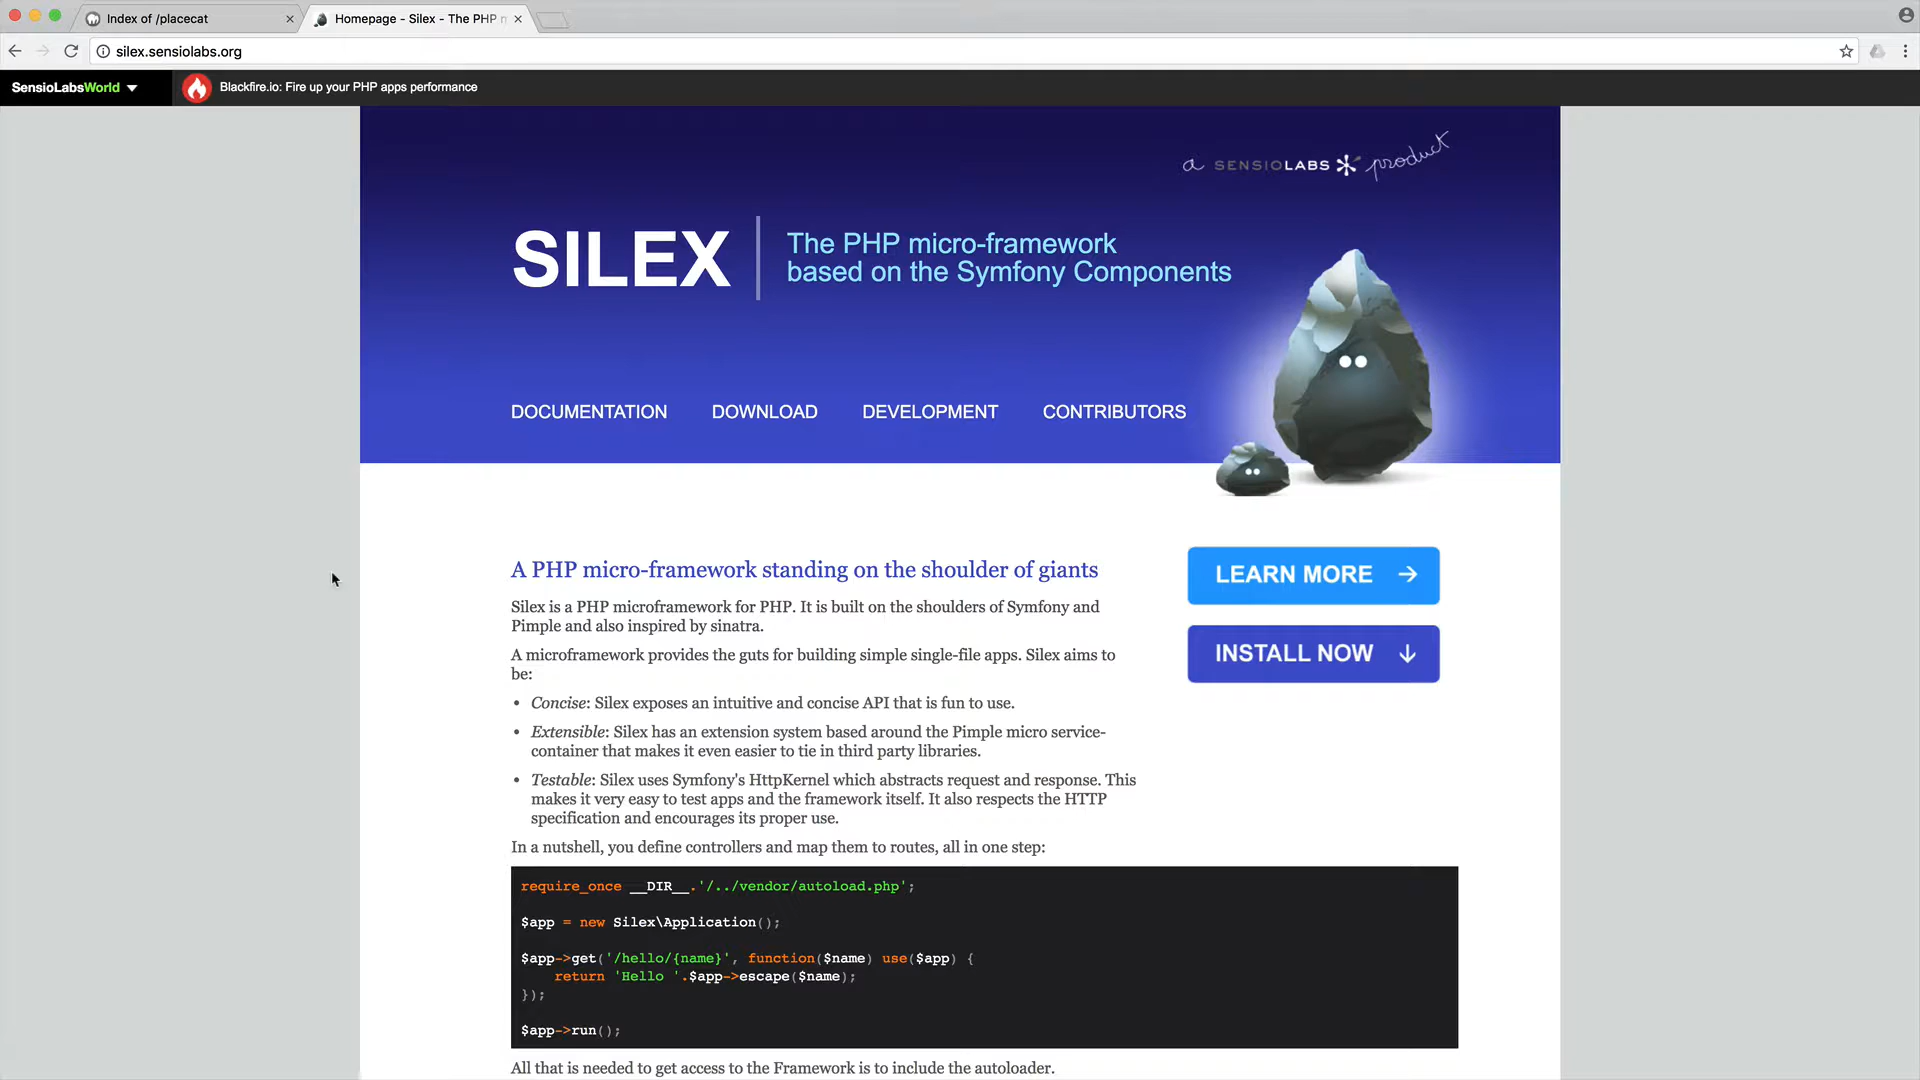 Index of /placecat
Homepage - Silex - The PHP
silex.sensiolabs.org
SensioLabsWorld
Blackfire.io: Fire up your PHP apps performance
a SENSIOLABS product
SILEX
The PHP micro-framework
based on the Symfony Components
DOCUMENTATION DOWNLOAD DEVELOPMENT CONTRIBUTORS
A PHP micro-framework standing on the shoulder of giants
LEARN MORE →
INSTALL NOW ↓
Silex is a PHP microframework for PHP. It is built on the shoulders of Symfony and
Pimple and also inspired by sinatra.
A microframework provides the guts for building simple single-file apps. Silex aims to
be:
• Concise: Silex exposes an intuitive and concise API that is fun to use.
• Extensible: Silex has an extension system based around the Pimple micro service-
container that makes it even easier to tie in third party libraries.
• Testable: Silex uses Symfony's HttpKernel which abstracts request and response. This
makes it very easy to test apps and the framework itself. It also respects the HTTP
specification and encourages its proper use.
In a nutshell, you define controllers and map them to routes, all in one step:
require_once __DIR__.'/../vendor/autoload.php';
$app = new Silex\Application();
$app->get('/hello/{name}', function($name) use($app) {
    return 'Hello '.$app->escape($name);
});
$app->run();
All that is needed to get access to the Framework is to include the autoloader.